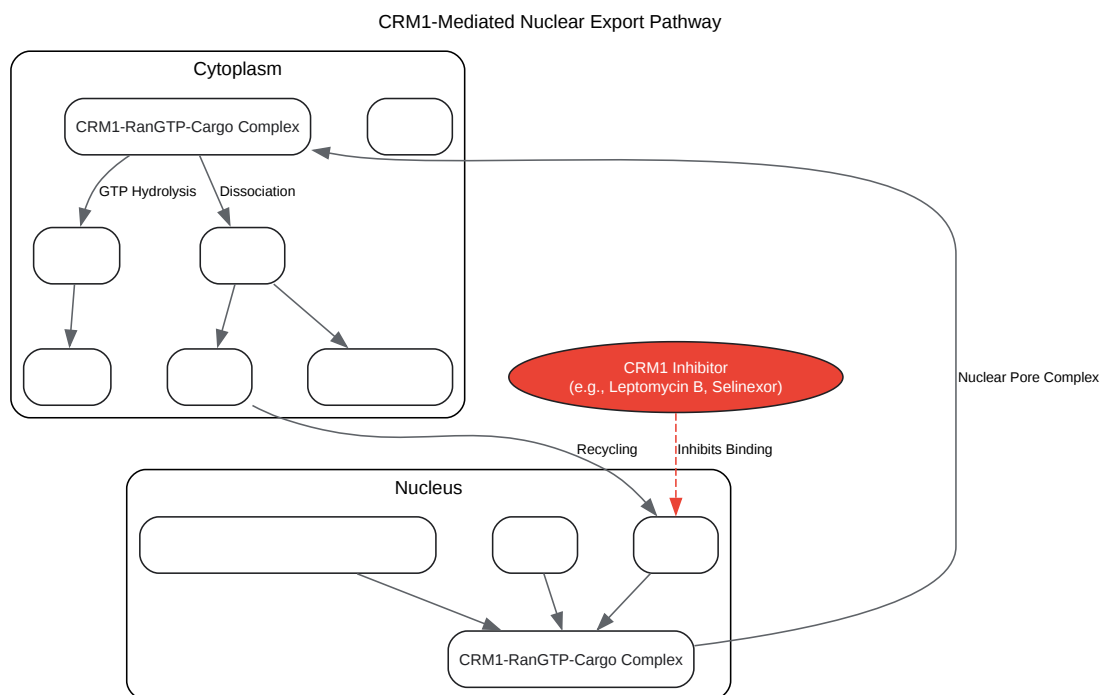 CRM1-Mediated Nuclear Export Pathway
Cytoplasm
CRM1-RanGTP-Cargo Complex
GTP Hydrolysis
Dissociation
CRM1 Inhibitor
(e.g., Leptomycin B, Selinexor)
Nuclear Pore Complex
Recycling
Inhibits Binding
Nucleus
CRM1-RanGTP-Cargo Complex